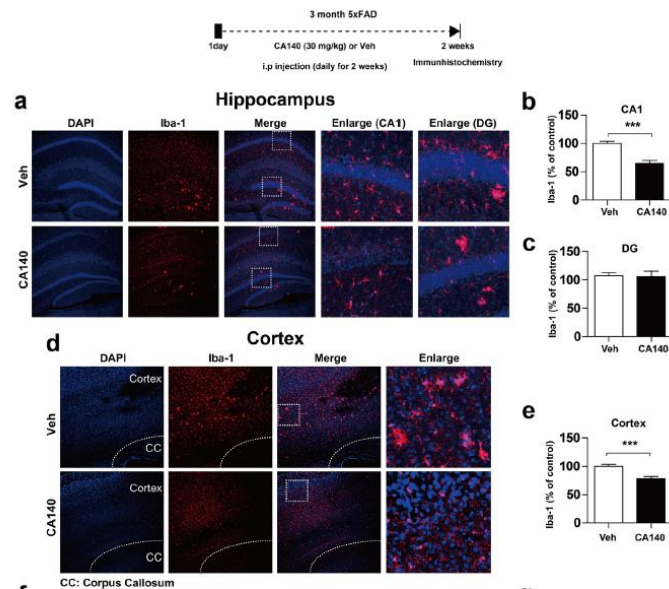 3 month 5xFAD
1day CA140 (30 mg/kg) or Veh 2 weeks
i.p injection (daily for 2 weeks) Immunhistochemistry
a Hippocampus
DAPI Iba-1 Merge Enlarge (CA1) Enlarge (DG)
Veh
CA140
b CA1
Iba-1 (% of control)
150
100
50
0
***
Veh CA140
c DG
Iba-1 (% of control)
150
100
50
0
Veh CA140
d Cortex
DAPI Iba-1 Merge Enlarge
Veh
Cortex
CC
CA140
Cortex
CC
CC: Corpus Callosum
e Cortex
Iba-1 (% of control)
150
100
50
0
***
Veh CA140